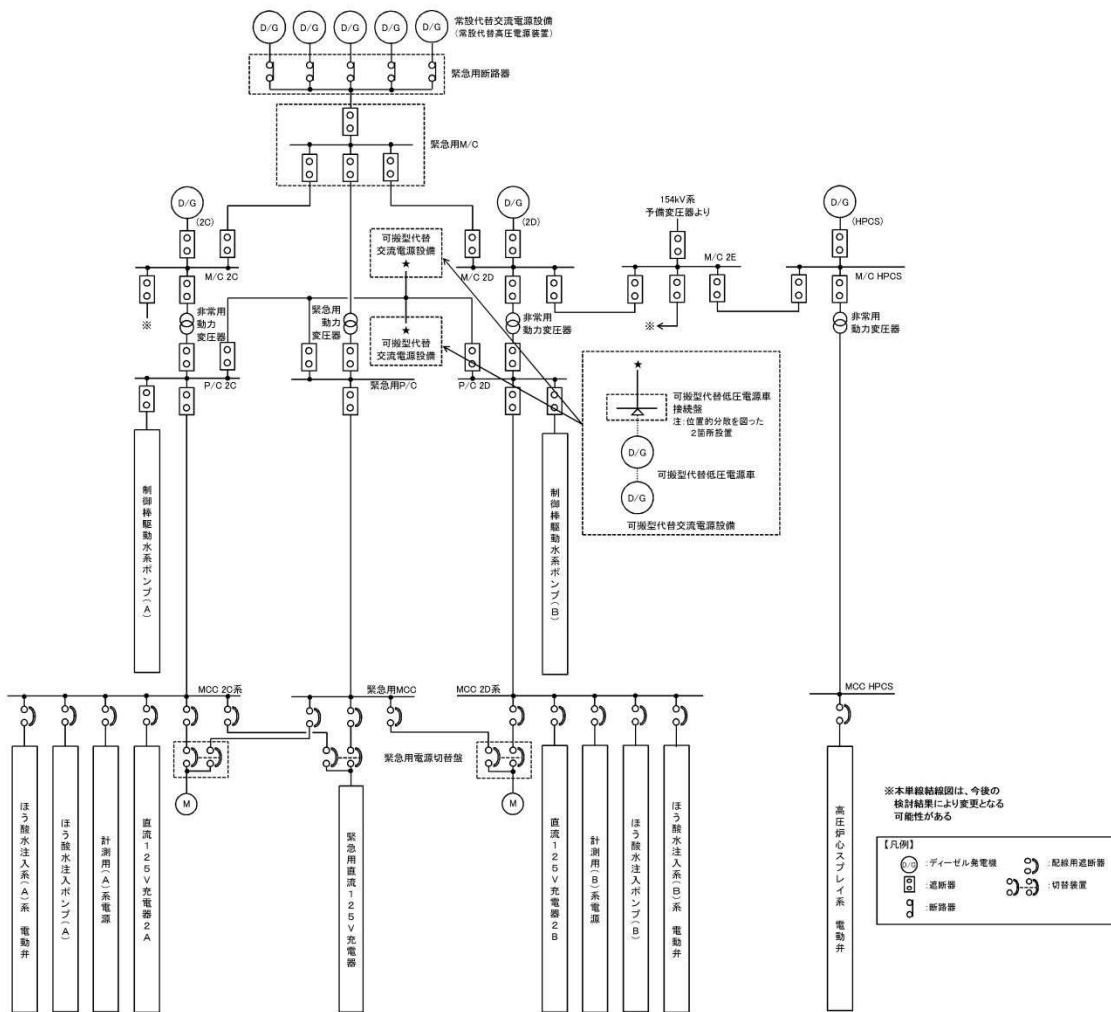 D/G D/G D/G D/G D/G
常設代替交流電源設備
(常設代替高圧電源装置)
緊急用断路器
緊急用M/C
D/G
(2C)
D/G
(2D)
154kV系
予備変圧器より
D/G
(HPCS)
可搬型代替
交流電源設備
★
M/C 2C
M/C 2D
M/C 2E
M/C HPCS
※
非常用
動力
変圧器
緊急用
動力
変圧器
★
可搬型代替
交流電源設備
非常用
動力変圧器
※
非常用
動力変圧器
P/C 2C
緊急用P/C
P/C 2D
★
可搬型代替低圧電源車
接続盤
注:位置的分散を図った
2箇所設置
D/G
可搬型代替低圧電源車
D/G
可搬型代替交流電源設備
制御棒駆動水系ポンプ(A)
制御棒駆動水系ポンプ(B)
MCC 2C系
緊急用MCC
MCC 2D系
MCC HPCS
緊急用電源切替盤
M
M
ほう酸水注入系(A)系 電動弁
ほう酸水注入ポンプ(A)
計測用(A)系電源
直流125V充電器2A
緊急用直流125V充電器
直流125V充電器2B
計測用(B)系電源
ほう酸水注入ポンプ(B)
ほう酸水注入系(B)系 電動弁
高圧炉心スプレイ系 電動弁
※本単線結線図は、今後の
検討結果により変更となる
可能性がある
【凡例】
D/G :ディーゼル発電機
:配線用遮断器
:遮断器
:切替装置
:断路器